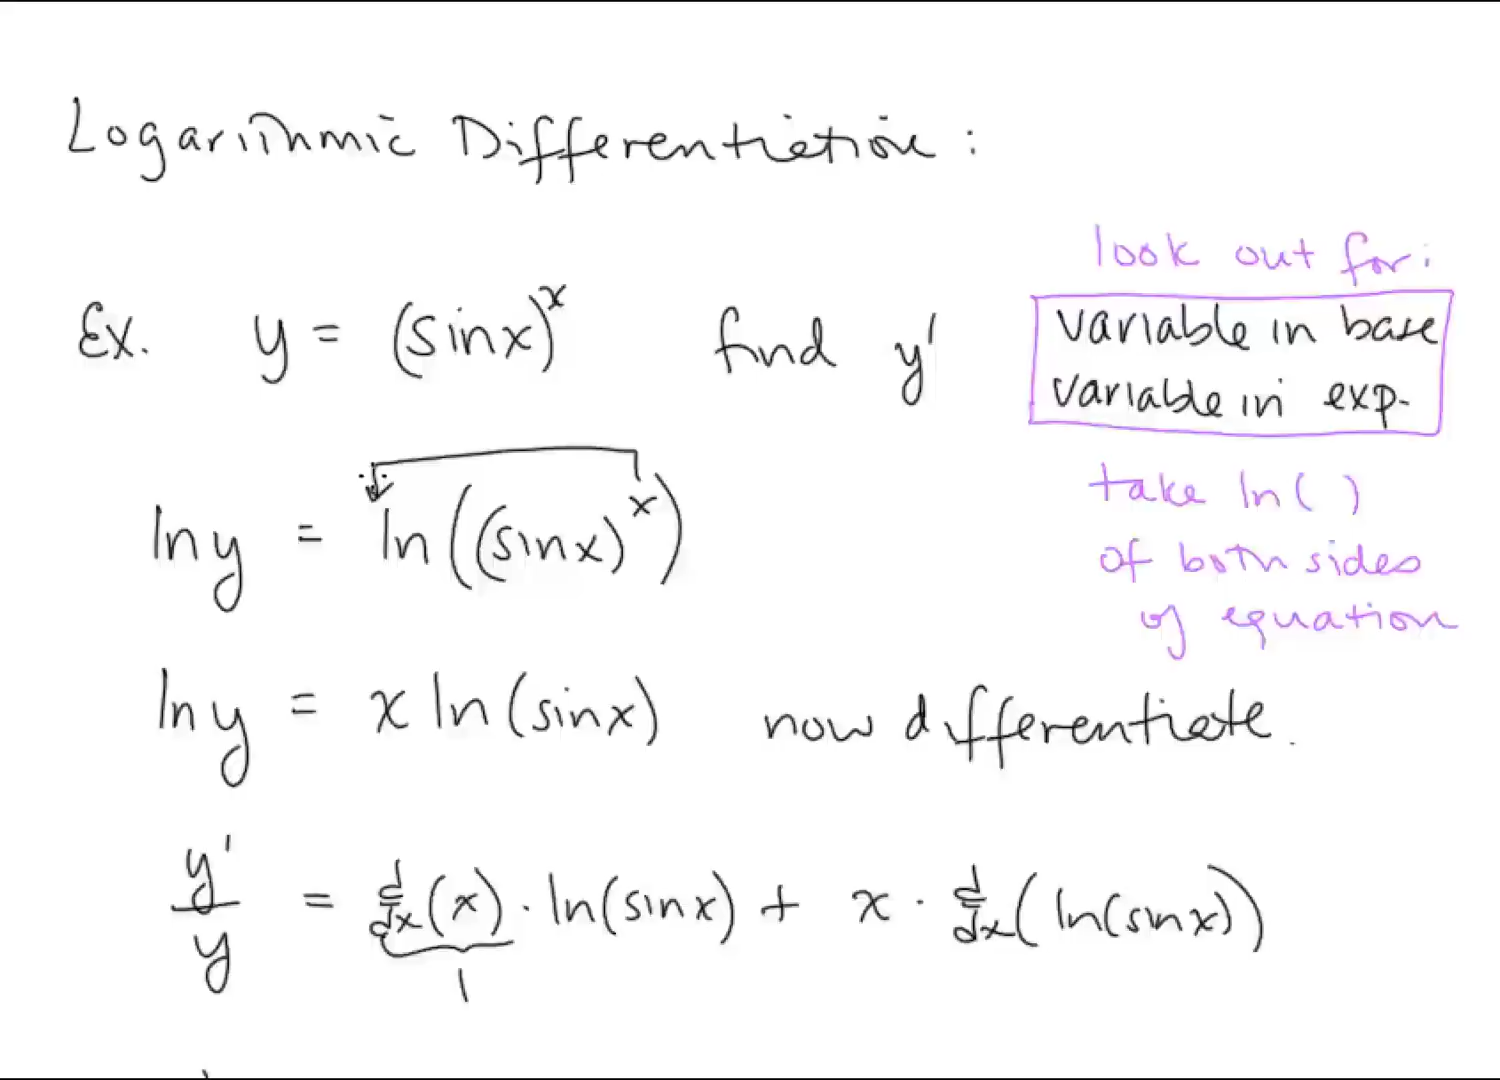 Logarithmic Differentiation:
look out for:
Ex. y = (sinx)^x find y'
variable in base
variable in exp.
take ln( )
ln y = ln((sinx)^x)
of both sides
of equation
ln y = x ln(sinx) now differentiate.
y'/y = d/dx(x) · ln(sinx) + x · d/dx(ln(sinx))
1